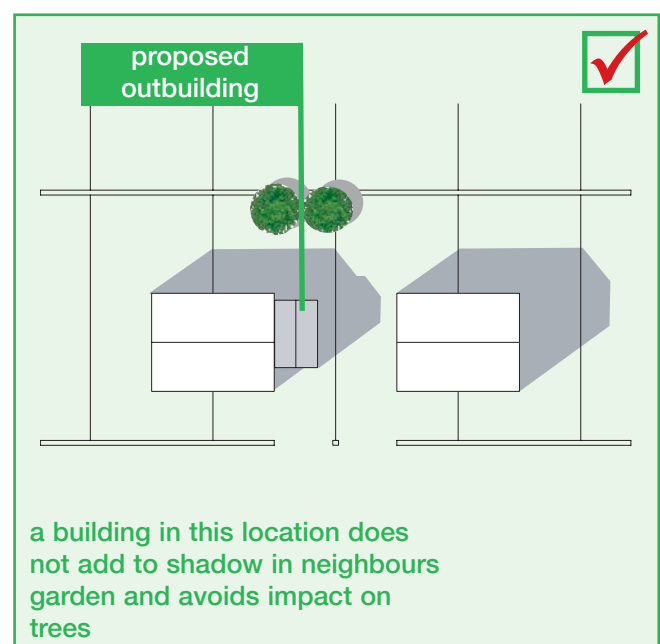 proposed
outbuilding
a building in this location does
not add to shadow in neighbours
garden and avoids impact on
trees